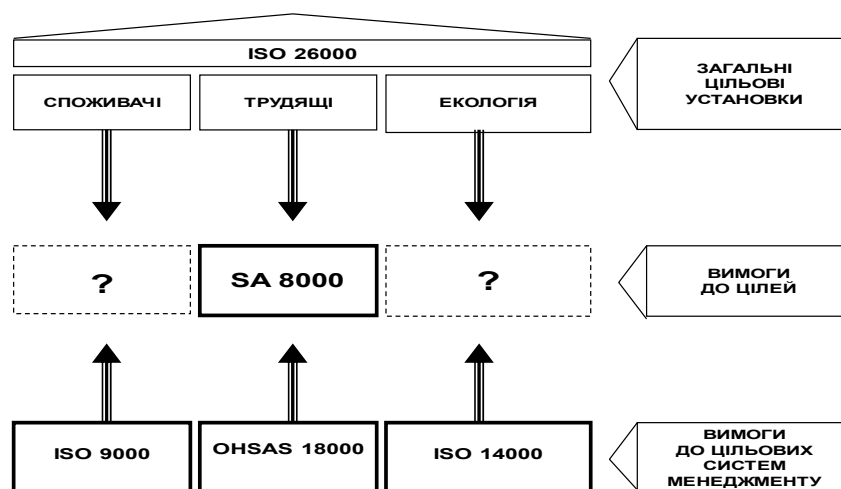 ISO 26000
СПОЖИВАЧІ
ТРУДЯЩІ
ЕКОЛОГІЯ
ЗАГАЛЬНІ
ЦІЛЬОВІ
УСТАНОВКИ
?
SA 8000
?
ВИМОГИ
ДО ЦІЛЕЙ
ISO 9000
OHSAS 18000
ISO 14000
ВИМОГИ
ДО ЦІЛЬОВИХ
СИСТЕМ
МЕНЕДЖМЕНТУ